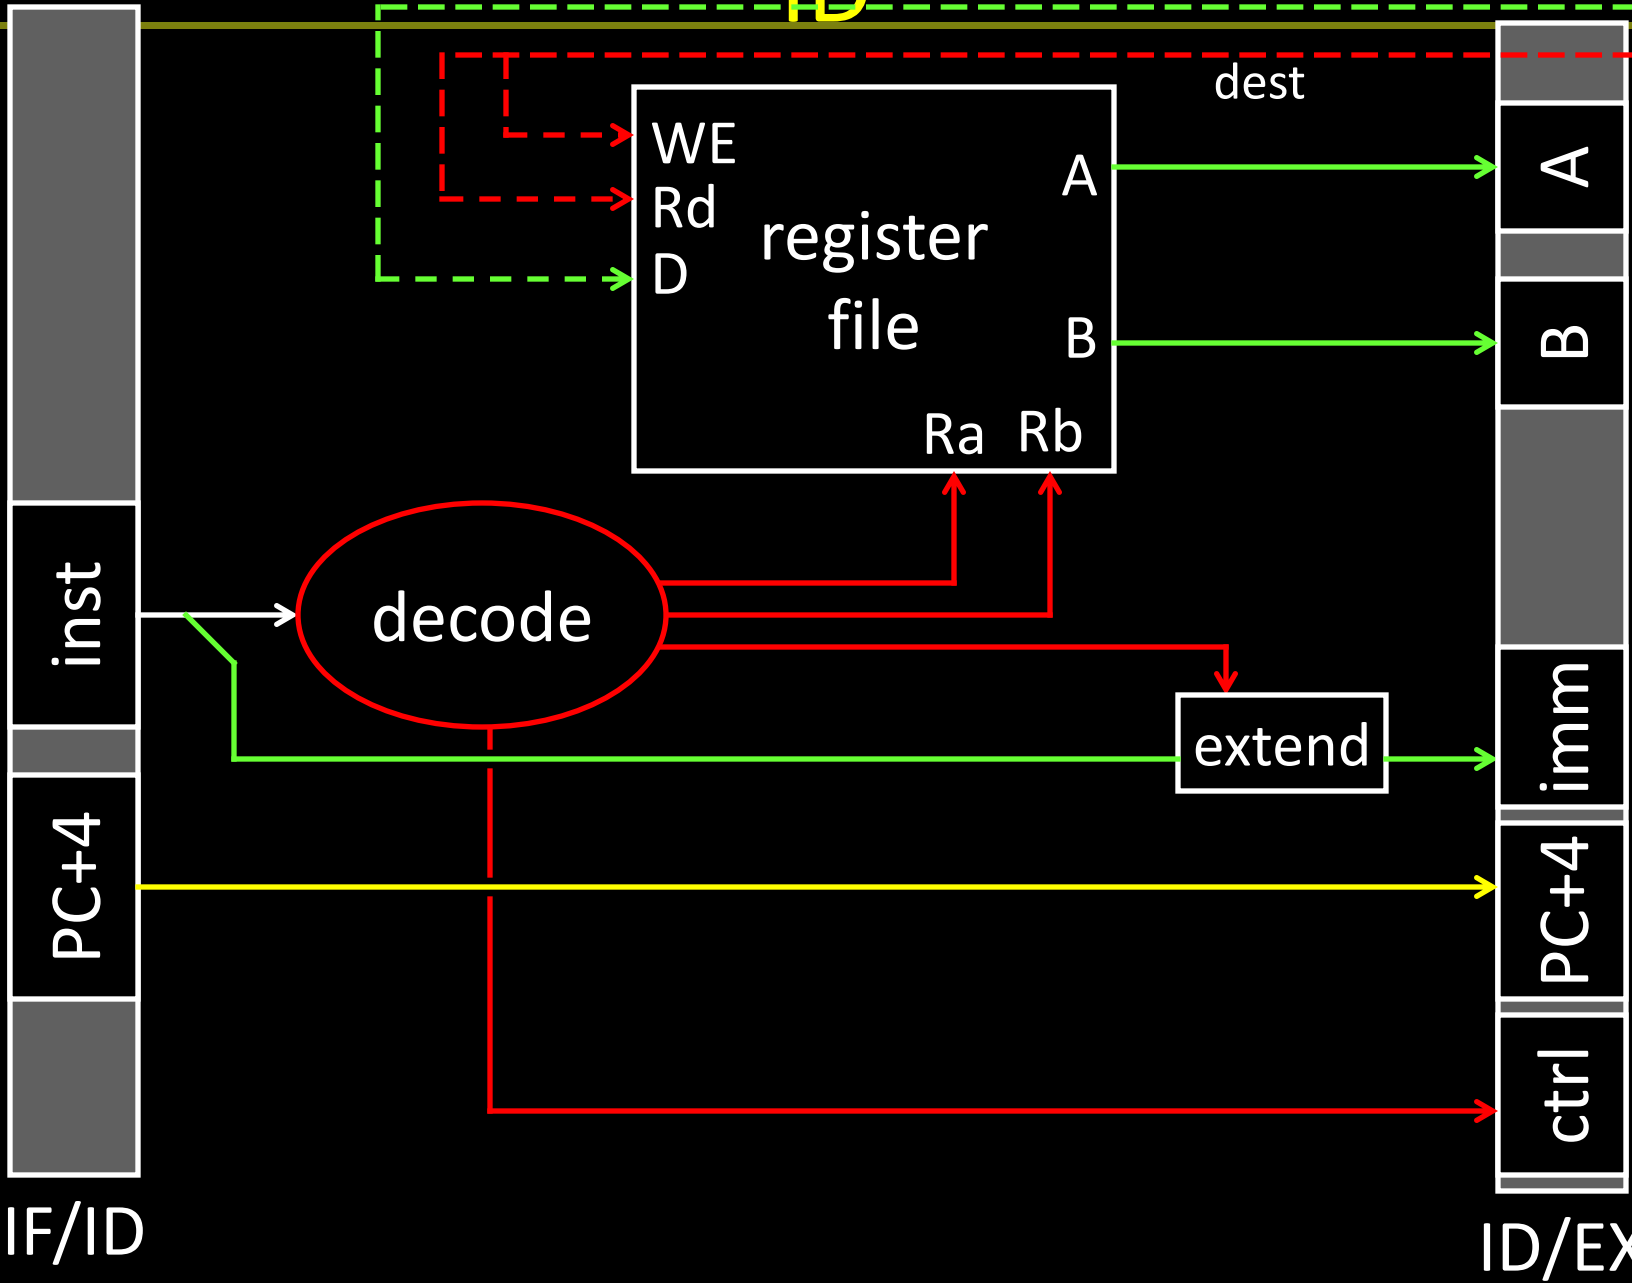 ID
dest
WE
Rd
D
register
file
A
B
Ra
Rb
A
B
inst
decode
extend
imm
PC+4
PC+4
ctrl
IF/ID
ID/EX